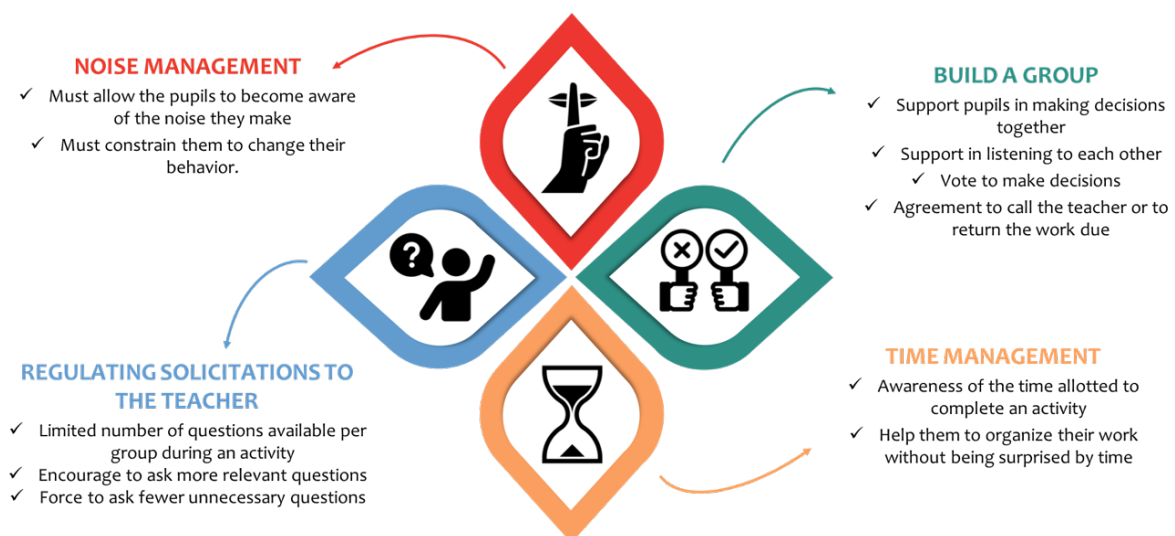 NOISE MANAGEMENT
✓ Must allow the pupils to become aware
of the noise they make
✓ Must constrain them to change their
behavior.
BUILD A GROUP
✓ Support pupils in making decisions
together
✓ Support in listening to each other
✓ Vote to make decisions
✓ Agreement to call the teacher or to
return the work due
?
REGULATING SOLICITATIONS TO
THE TEACHER
✓ Limited number of questions available per
group during an activity
✓ Encourage to ask more relevant questions
✓ Force to ask fewer unnecessary questions
TIME MANAGEMENT
✓ Awareness of the time allotted to
complete an activity
✓ Help them to organize their work
without being surprised by time